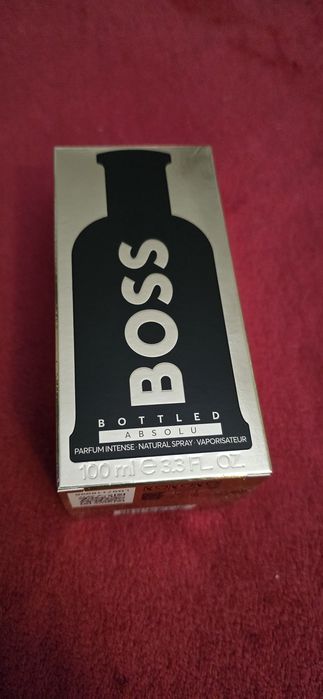 BOSS
BOTTLED
ABSOLU
PARFUM INTENSE · NATURAL SPRAY · VAPORISATEUR
100 ml ℮ 3.3 FL. OZ.